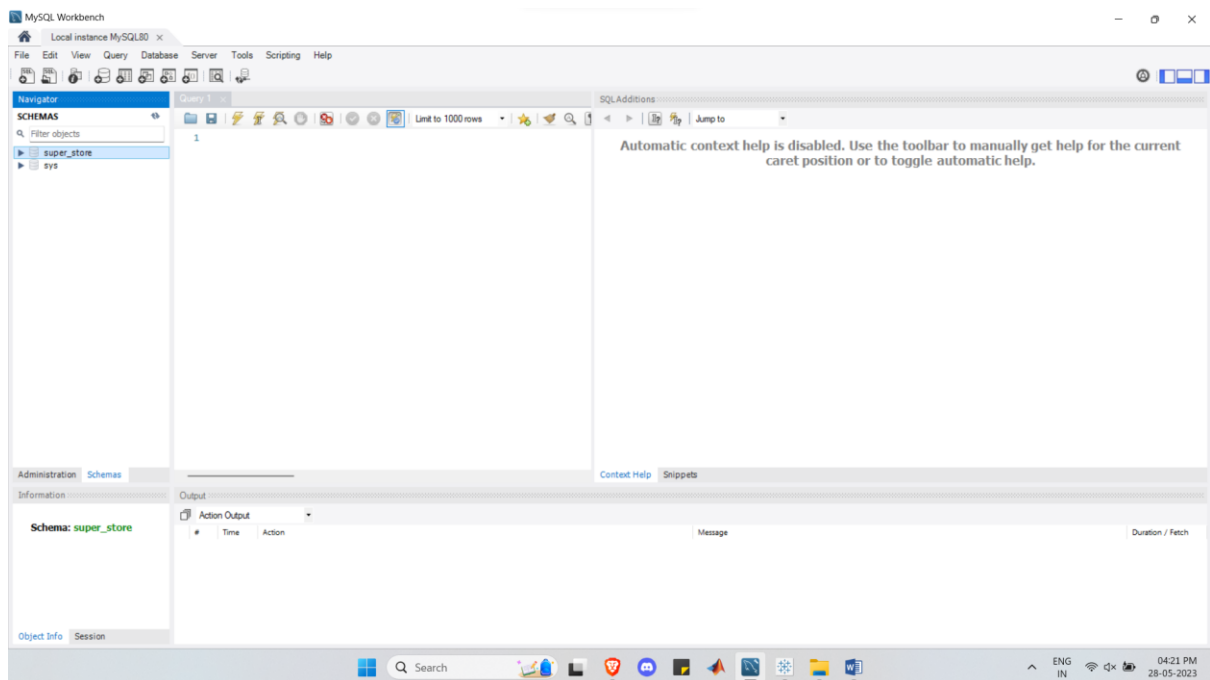 MySQL Workbench
Local instance MySQL80
File Edit View Query Database Server Tools Scripting Help
Navigator
SCHEMAS
Filter objects
super_store
sys
Administration Schemas
Information
Schema: super_store
Object Info Session
Query 1
Limit to 1000 rows
1
SQLAdditions
Jump to
Automatic context help is disabled. Use the toolbar to manually get help for the current
caret position or to toggle automatic help.
Context Help Snippets
Output
Action Output
# Time Action Message Duration / Fetch
Search
ENG
IN
04:21 PM
28-05-2023